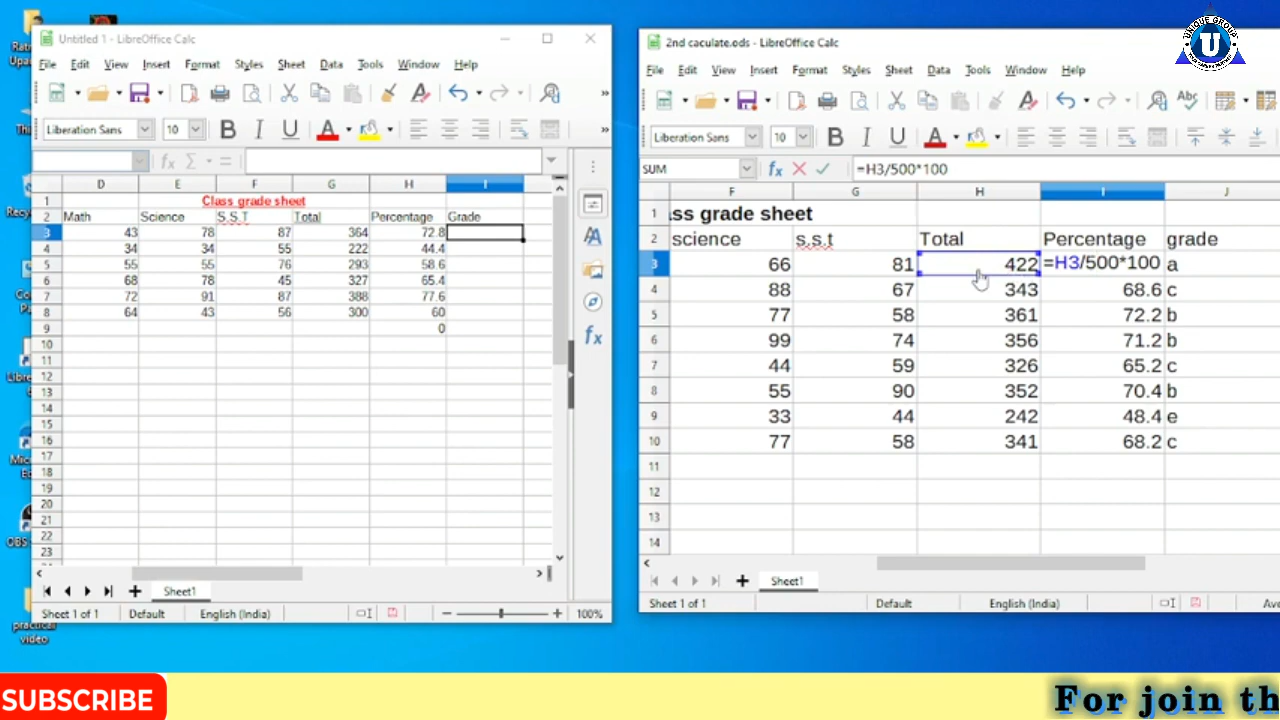 UNIQUE GROUP
U
Untitled 1 - LibreOffice Calc
File Edit View Insert Format Styles Sheet Data Tools Window Help
Liberation Sans 10
D E F G H I
1 Class grade sheet
2 Math Science S.S.T Total Percentage Grade
3 43 78 87 364 72.8
4 34 34 55 222 44.4
5 55 55 76 293 58.6
6 68 78 45 327 65.4
7 72 91 87 388 77.6
8 64 43 56 300 60
9 0
10
11
12
13
14
15
16
17
18
19
20
21
22
23
Sheet1
Sheet 1 of 1 Default English (India) 100%
2nd caculate.ods - LibreOffice Calc
File Edit View Insert Format Styles Sheet Data Tools Window Help
Liberation Sans 10
SUM =H3/500*100
F G H I J
1 ass grade sheet
2 science s.s.t Total Percentage grade
3 66 81 422 =H3/500*100 a
4 88 67 343 68.6 c
5 77 58 361 72.2 b
6 99 74 356 71.2 b
7 44 59 326 65.2 c
8 55 90 352 70.4 b
9 33 44 242 48.4 e
10 77 58 341 68.2 c
11
12
13
14
Sheet1
Sheet 1 of 1 Default English (India)
practical
video
SUBSCRIBE
For join th